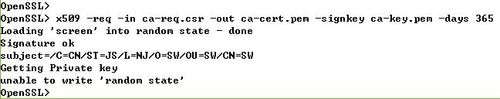 OpenSSL>
OpenSSL> x509 -req -in ca-req.csr -out ca-cert.pem -signkey ca-key.pem -days 365
Loading 'screen' into random state - done
Signature ok
subject=/C=CN/ST=JS/L=NJ/O=SW/OU=SW/CN=SW
Getting Private key
unable to write 'random state'
OpenSSL>